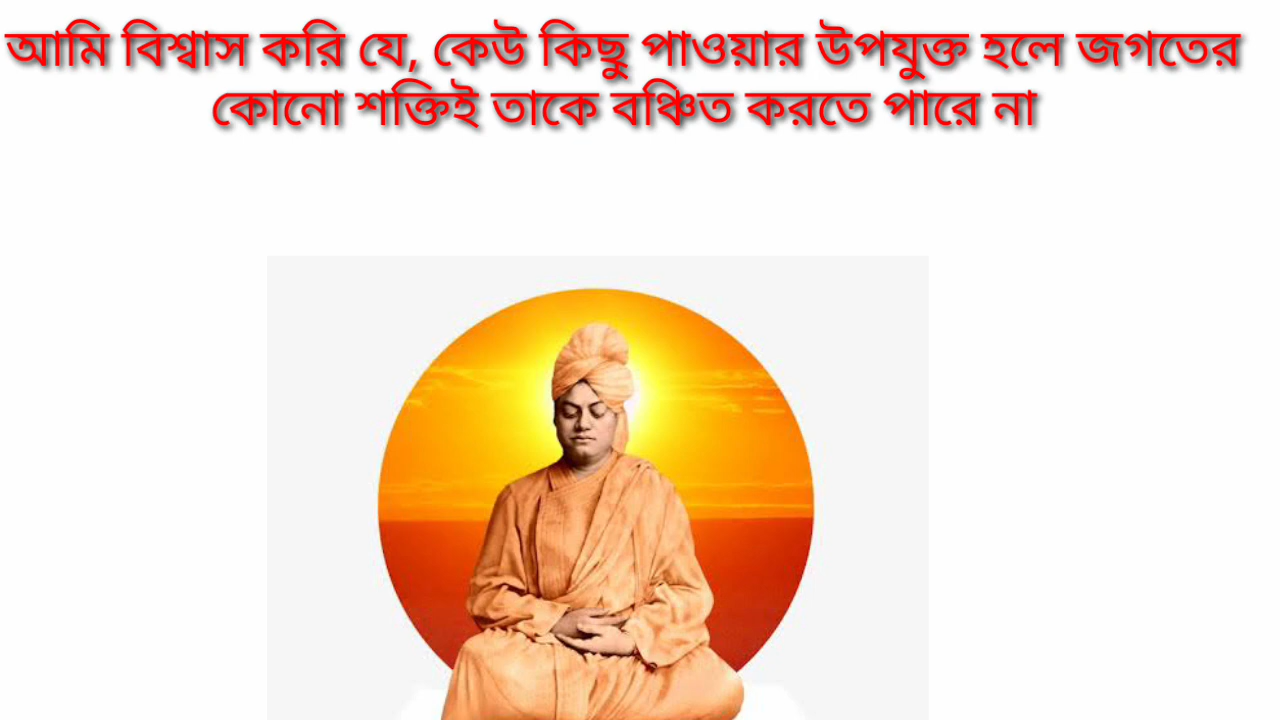 আমি বিশ্বাস করি যে, কেউ কিছু পাওয়ার উপযুক্ত হলে জগতের
কোনো শক্তিই তাকে বঞ্চিত করতে পারে না